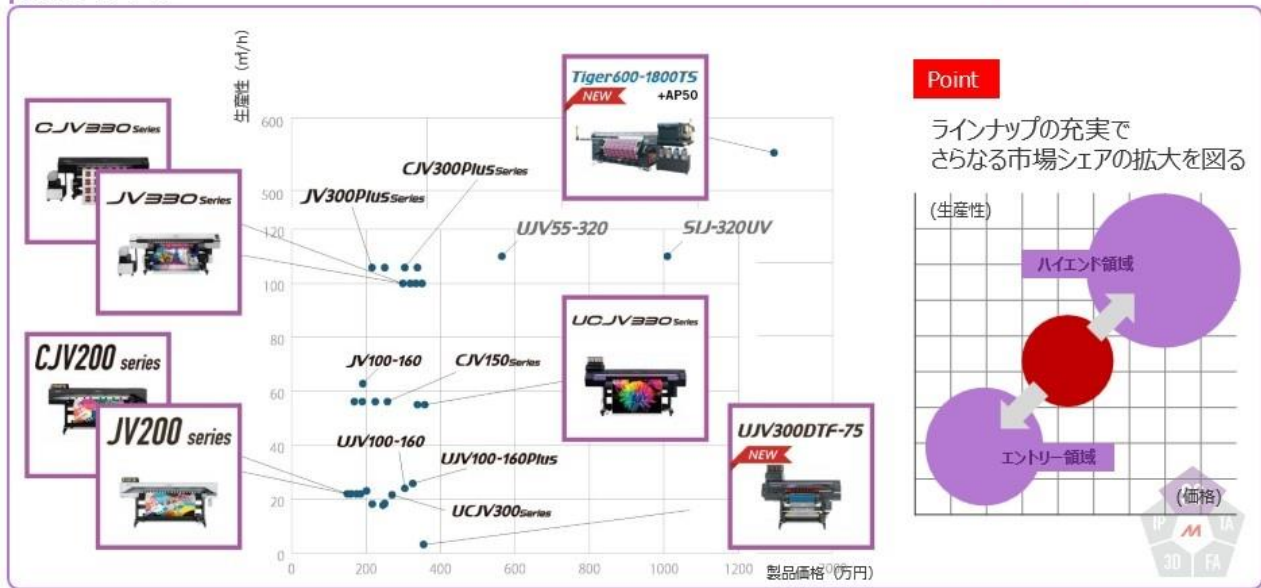 生産性 (㎡/h)
600
500
120
100
80
60
40
20
0
0
200
400
600
800
1000
1200
2000
製品価格 (万円)
CJV330 Series
JV330 Series
CJV200 series
JV200 series
JV300Plus Series
CJV300Plus Series
Tiger600-1800TS
NEW
+AP50
UJV55-320
SIJ-320UV
JV100-160
CJV150 Series
UCJV330 Series
UJV100-160
UJV100-160Plus
UCJV300 Series
UJV300DTF-75
NEW
Point
ラインナップの充実で
さらなる市場シェアの拡大を図る
(生産性)
ハイエンド領域
エントリー領域
(価格)
IP
M
TA
3D
FA